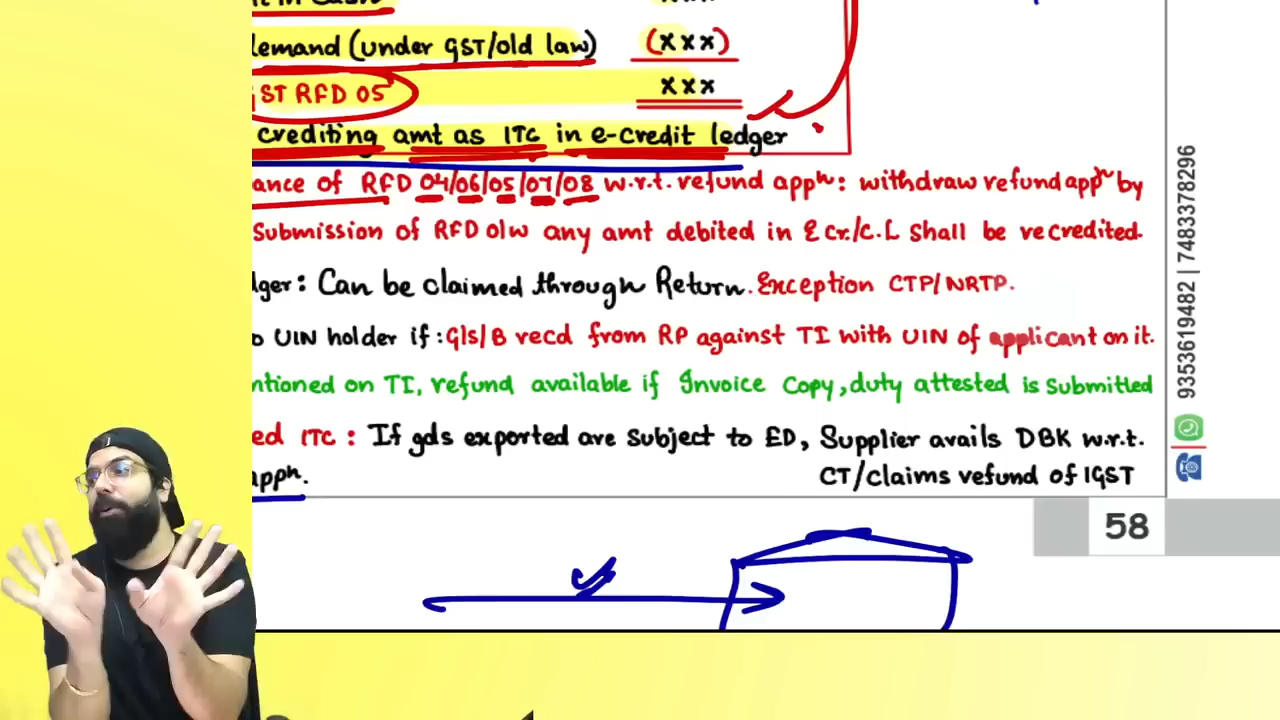 demand (under GST/old law) (xxx)
ST RFD 05 xxx
crediting amt as ITC in e-credit ledger
ance of RFD 04/06/05/07/08 w.r.t. refund appⁿ: withdraw refund appⁿ by
Submission of RFD 01W any amt debited in E Cr./C.L Shall be recredited.
dger: Can be claimed through Return. Exception CTP/NRTP.
o UIN holder if: G/s/B recd from RP against TI with UIN of applicant on it.
ntioned on TI, refund available if Invoice Copy, duty attested is Submitted
ed ITC: If gds exported are Subject to ED, Supplier avails DBK w.r.t.
appⁿ. CT/claims refund of IGST
58
9353619482 | 7483378296